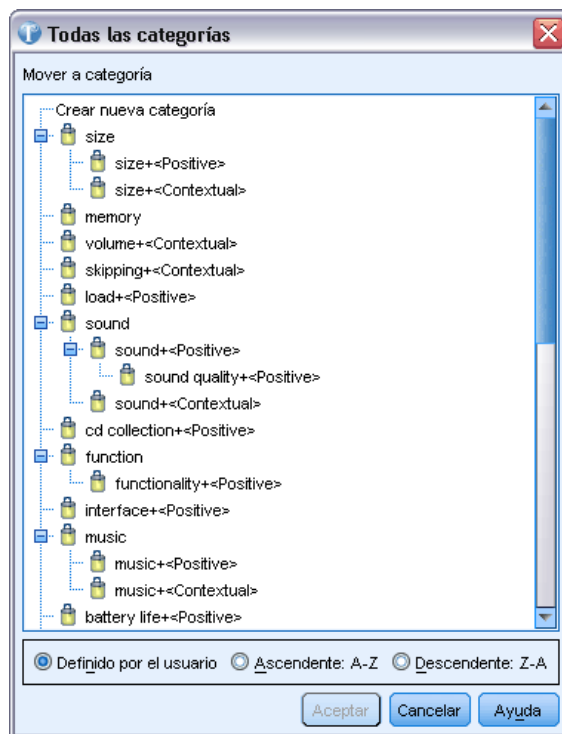 Todas las categorías
Mover a categoría
Crear nueva categoría
size
size+<Positive>
size+<Contextual>
memory
volume+<Contextual>
skipping+<Contextual>
load+<Positive>
sound
sound+<Positive>
sound quality+<Positive>
sound+<Contextual>
cd collection+<Positive>
function
functionality+<Positive>
interface+<Positive>
music
music+<Positive>
music+<Contextual>
battery life+<Positive>
Definido por el usuario Ascendente: A-Z Descendente: Z-A
Aceptar Cancelar Ayuda